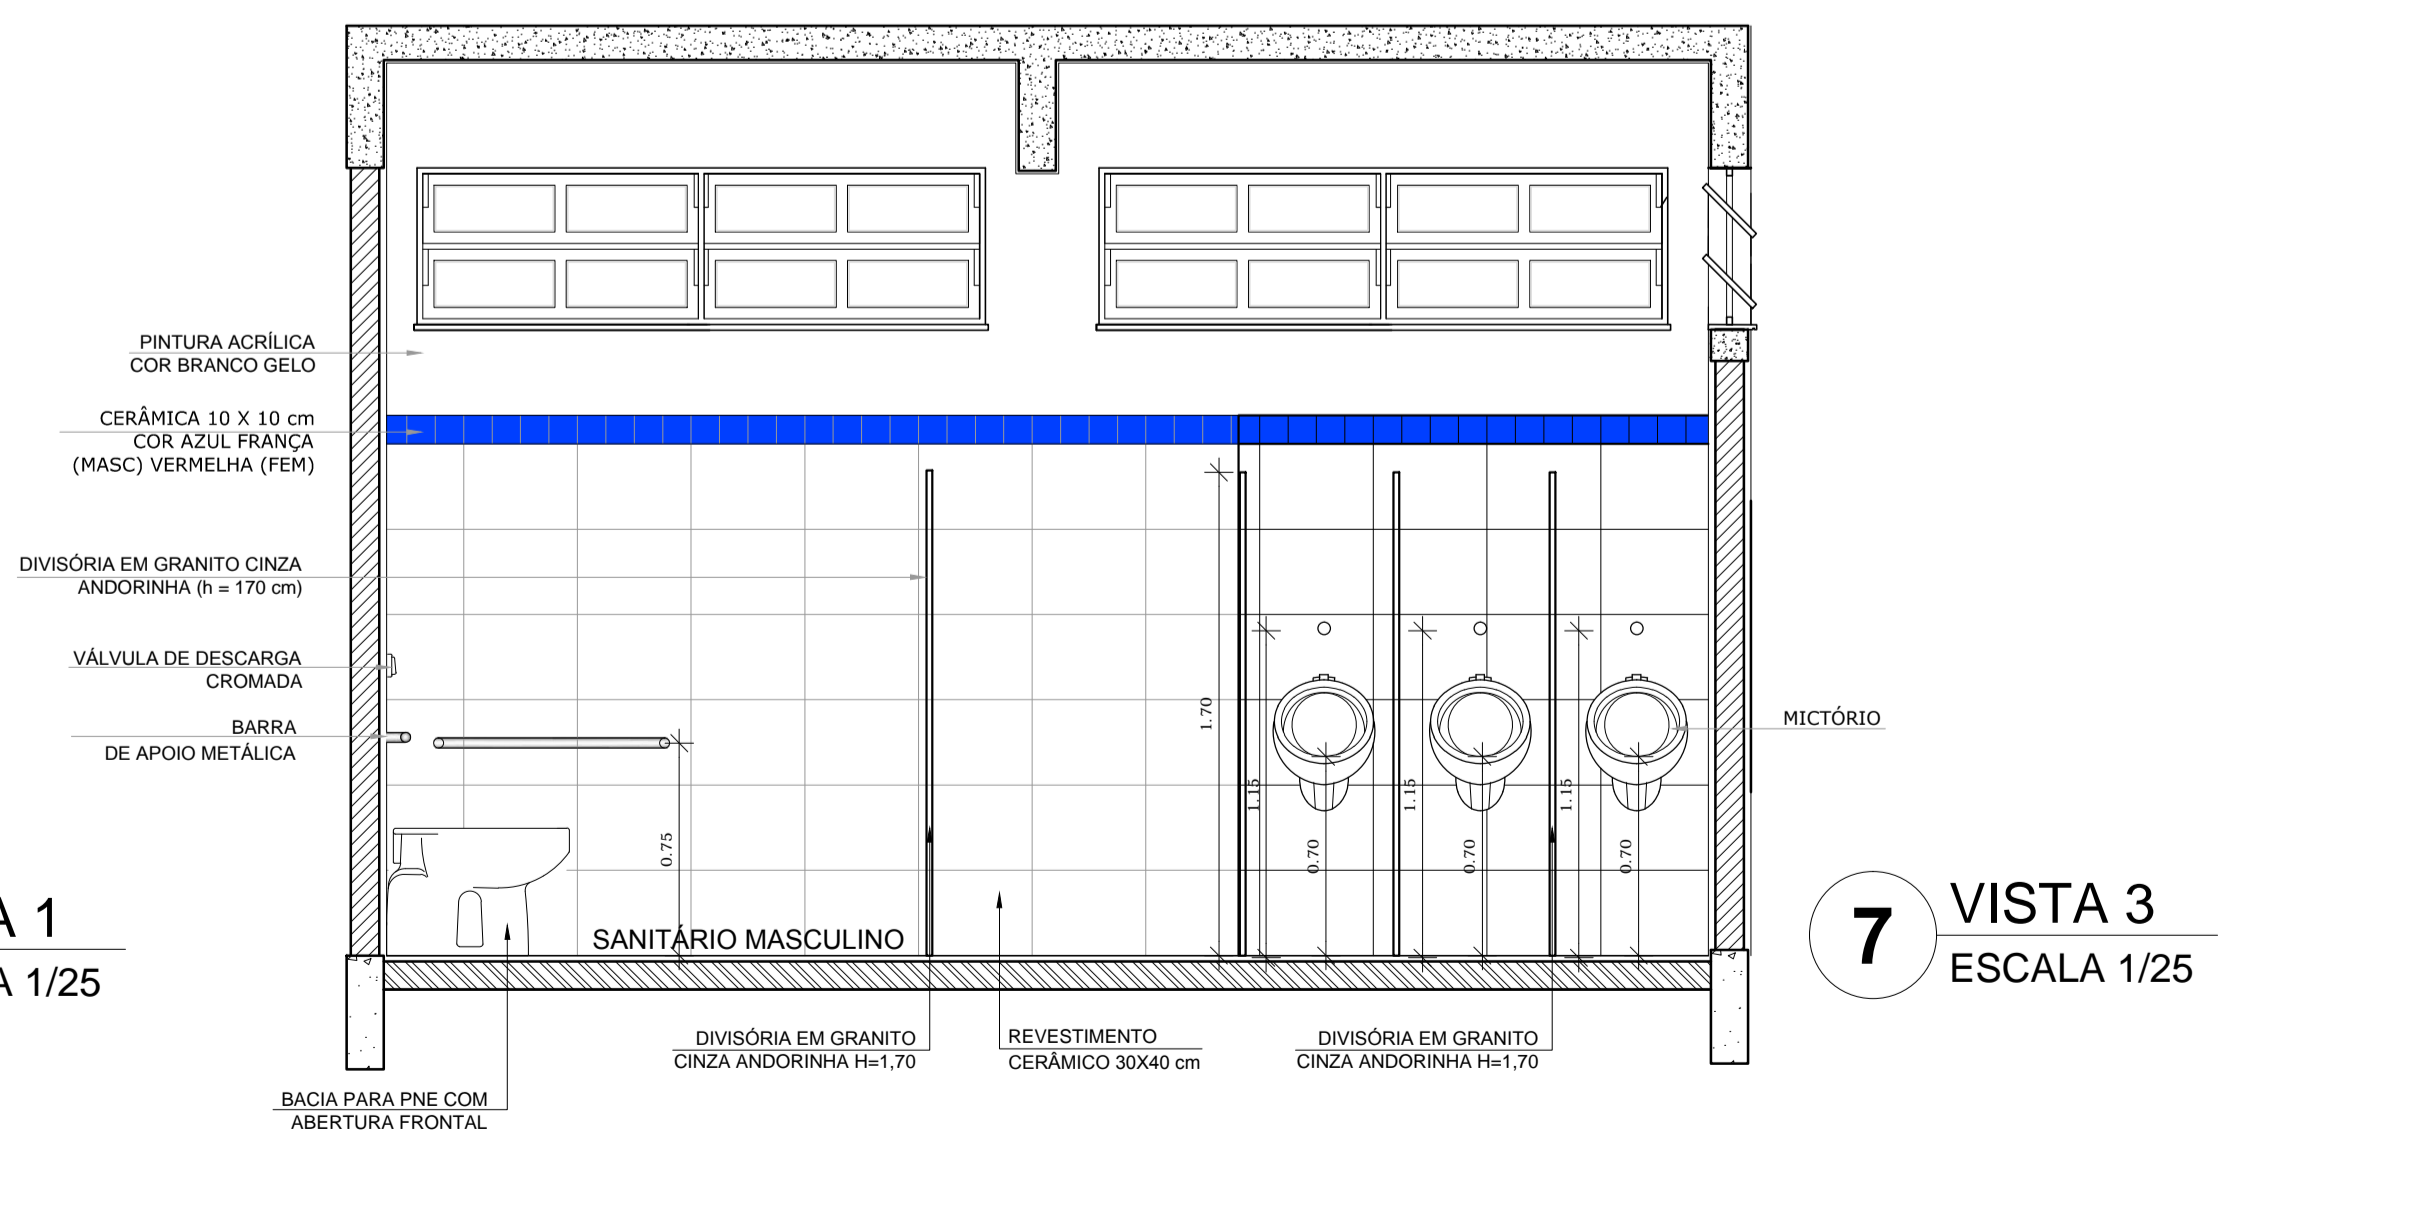 PINTURA ACRÍLICA
COR BRANCO GELO
CERÂMICA 10 X 10 cm
COR AZUL FRANÇA
(MASC) VERMELHA (FEM)
DIVISÓRIA EM GRANITO CINZA
ANDORINHA (h = 170 cm)
VÁLVULA DE DESCARGA
CROMADA
BARRA
DE APOIO METÁLICA
0.75
1.70
1.15
0.70
1.15
0.70
1.15
0.70
MICTÓRIO
SANITÁRIO MASCULINO
A 1
A 1/25
7
VISTA 3
ESCALA 1/25
DIVISÓRIA EM GRANITO
CINZA ANDORINHA H=1,70
REVESTIMENTO
CERÂMICO 30X40 cm
DIVISÓRIA EM GRANITO
CINZA ANDORINHA H=1,70
BACIA PARA PNE COM
ABERTURA FRONTAL